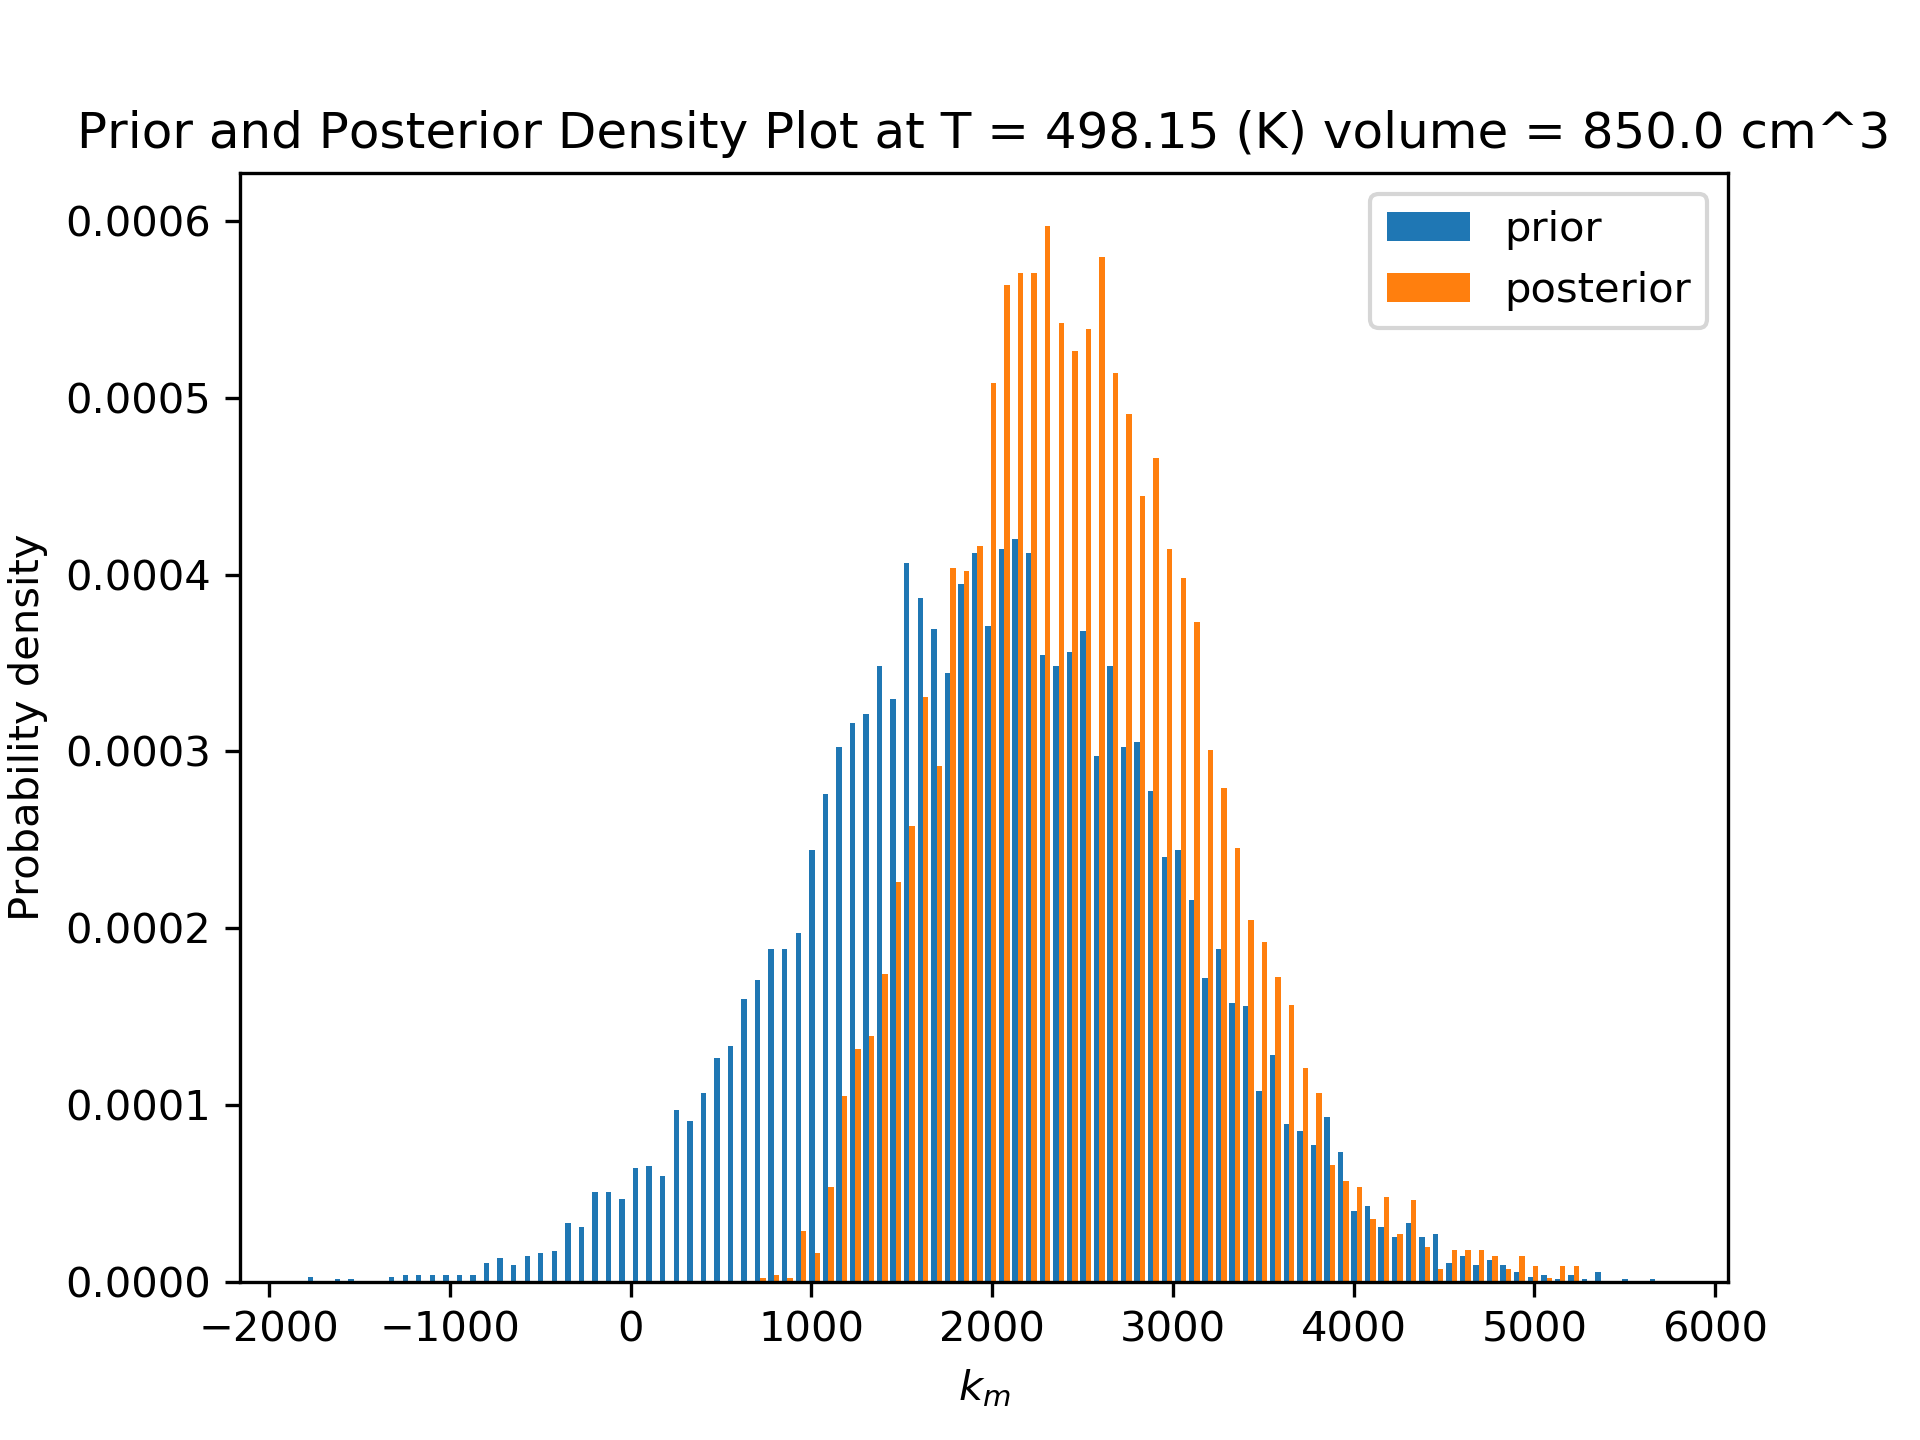 Prior and Posterior Density Plot at T = 498.15 (K) volume = 850.0 cm^3
prior
posterior
Probability density
0.0006
0.0005
0.0004
0.0003
0.0002
0.0001
0.0000
−2000 −1000 0 1000 2000 3000 4000 5000 6000
k_m